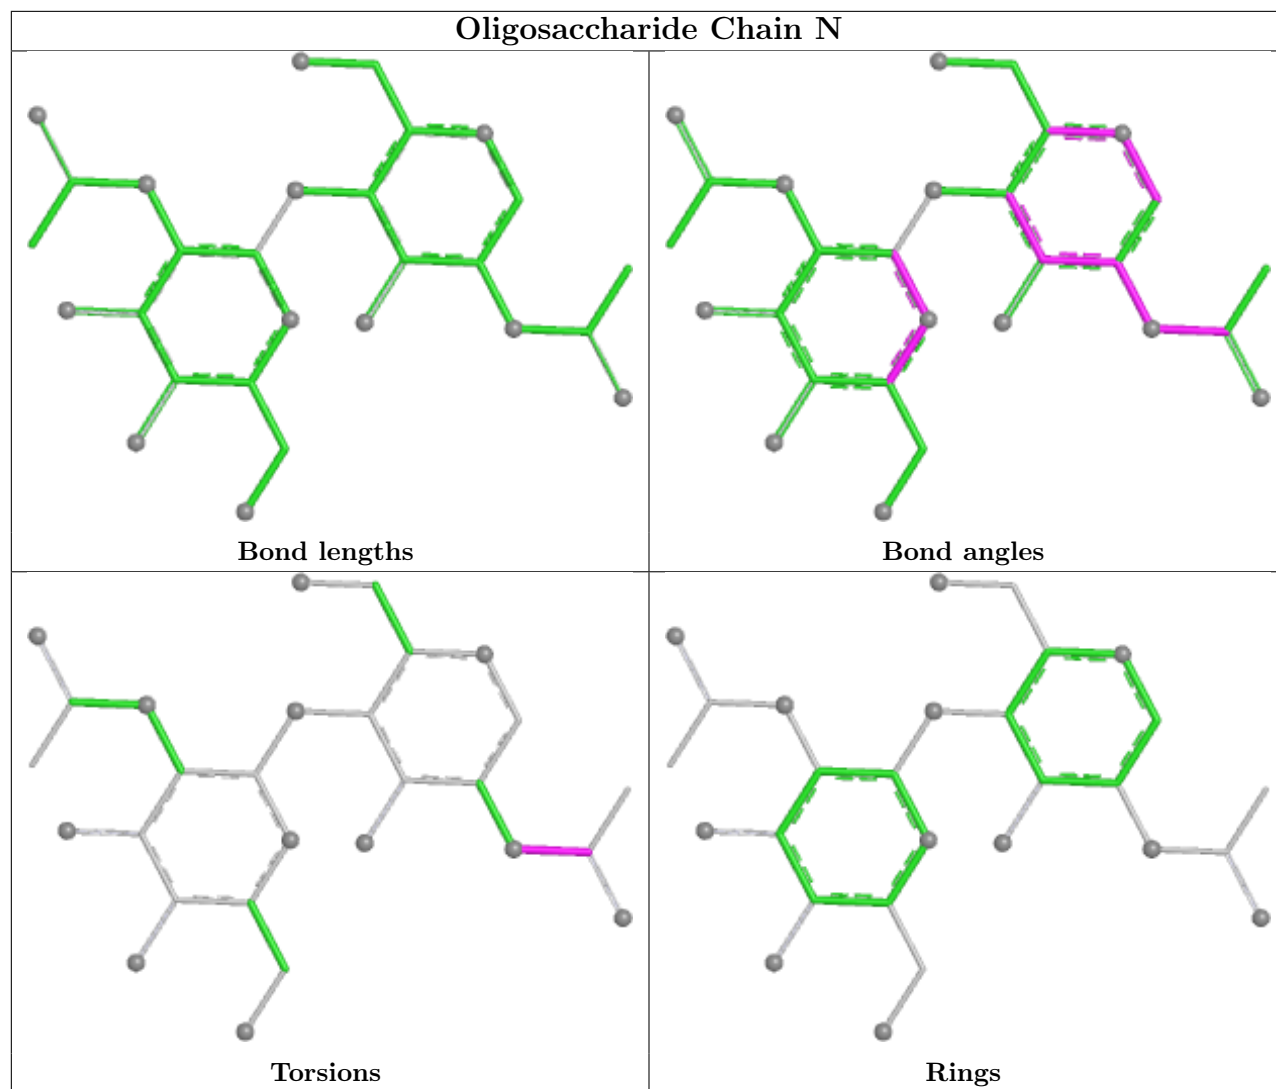 Oligosaccharide Chain N
Bond lengths
Bond angles
Torsions
Rings